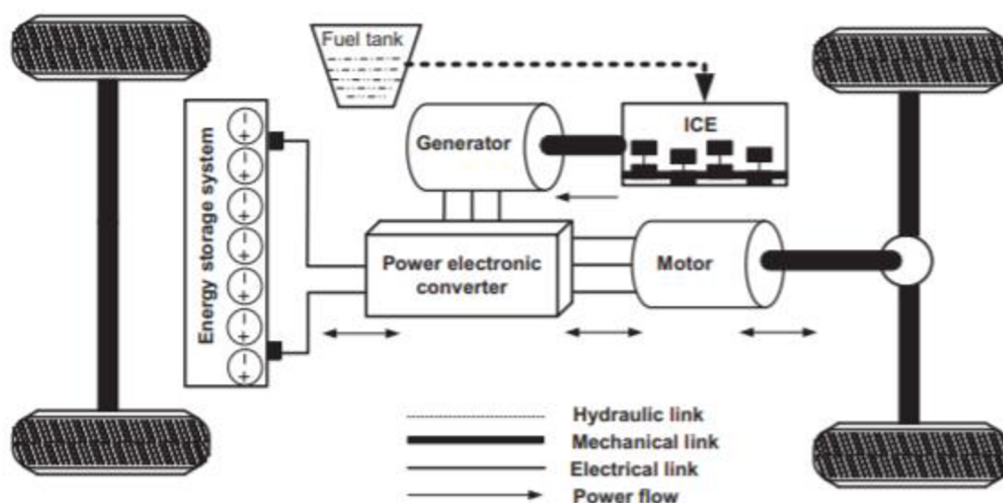 Fuel tank
Generator
ICE
Energy storage system
Power electronic
converter
Motor
Hydraulic link
Mechanical link
Electrical link
Power flow